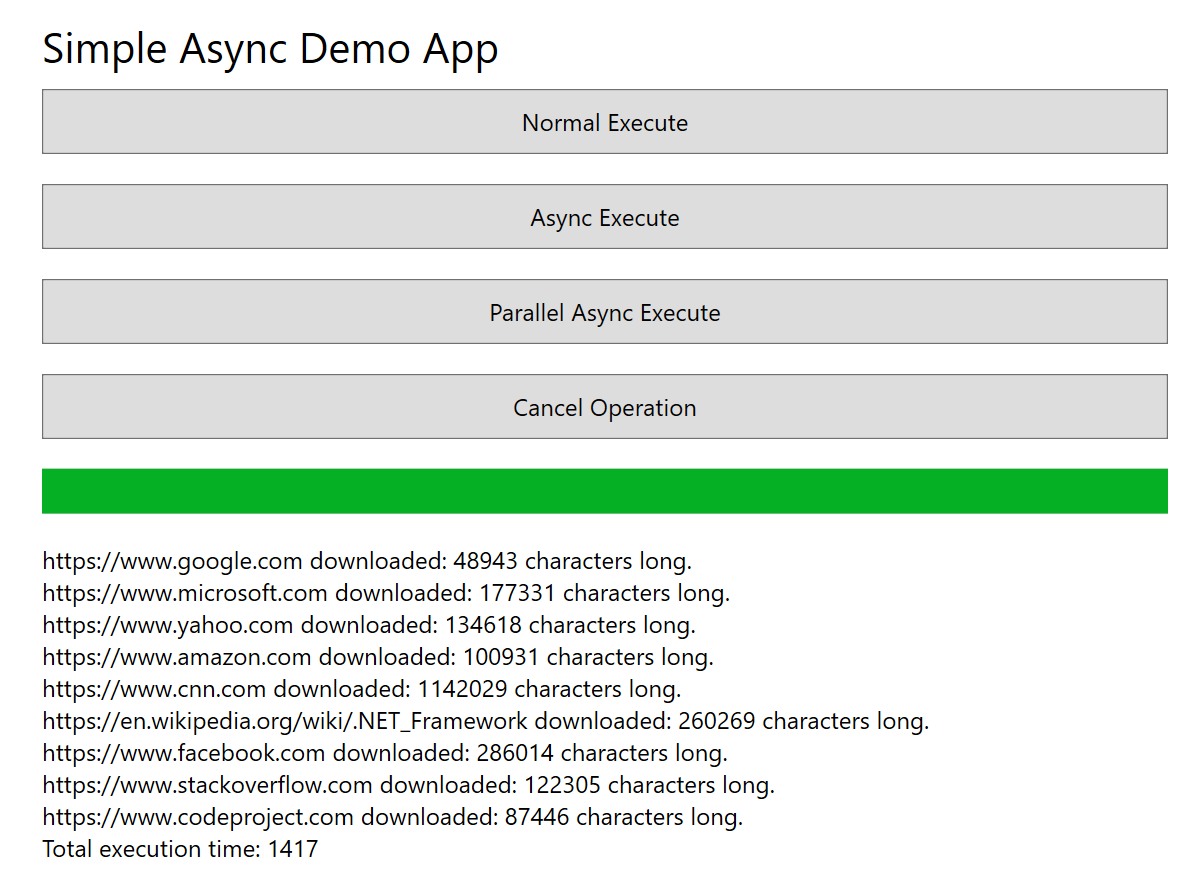 Simple Async Demo App
Normal Execute
Async Execute
Parallel Async Execute
Cancel Operation
https://www.google.com downloaded: 48943 characters long.
https://www.microsoft.com downloaded: 177331 characters long.
https://www.yahoo.com downloaded: 134618 characters long.
https://www.amazon.com downloaded: 100931 characters long.
https://www.cnn.com downloaded: 1142029 characters long.
https://en.wikipedia.org/wiki/.NET_Framework downloaded: 260269 characters long.
https://www.facebook.com downloaded: 286014 characters long.
https://www.stackoverflow.com downloaded: 122305 characters long.
https://www.codeproject.com downloaded: 87446 characters long.
Total execution time: 1417